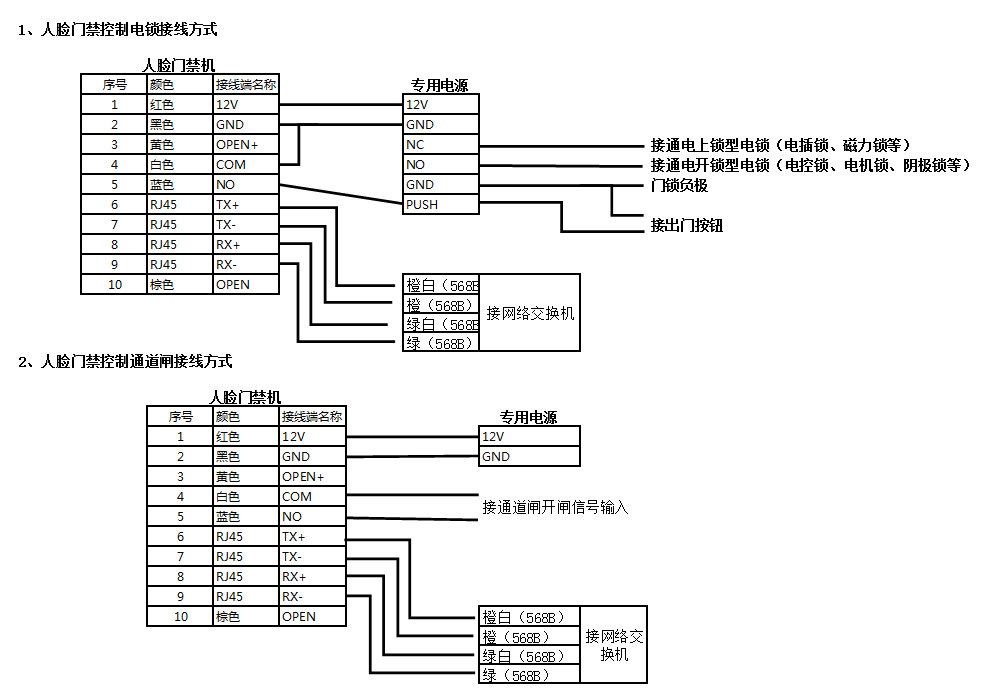 1、人脸门禁控制电锁接线方式
人脸门禁机
序号 颜色 接线端名称
1 红色 12V
2 黑色 GND
3 黄色 OPEN+
4 白色 COM
5 蓝色 NO
6 RJ45 TX+
7 RJ45 TX-
8 RJ45 RX+
9 RJ45 RX-
10 棕色 OPEN
专用电源
12V
GND
NC
NO
GND
PUSH
接通电上锁型电锁（电插锁、磁力锁等）
接通电开锁型电锁（电控锁、电机锁、阴极锁等）
门锁负极
接出门按钮
橙白（568B
橙（568B）
绿白（568B
绿（568B）
接网络交换机
2、人脸门禁控制通道闸接线方式
人脸门禁机
序号 颜色 接线端名称
1 红色 12V
2 黑色 GND
3 黄色 OPEN+
4 白色 COM
5 蓝色 NO
6 RJ45 TX+
7 RJ45 TX-
8 RJ45 RX+
9 RJ45 RX-
10 棕色 OPEN
专用电源
12V
GND
接通道闸开闸信号输入
橙白（568B）
橙（568B）
绿白（568B）
绿（568B）
接网络交
换机